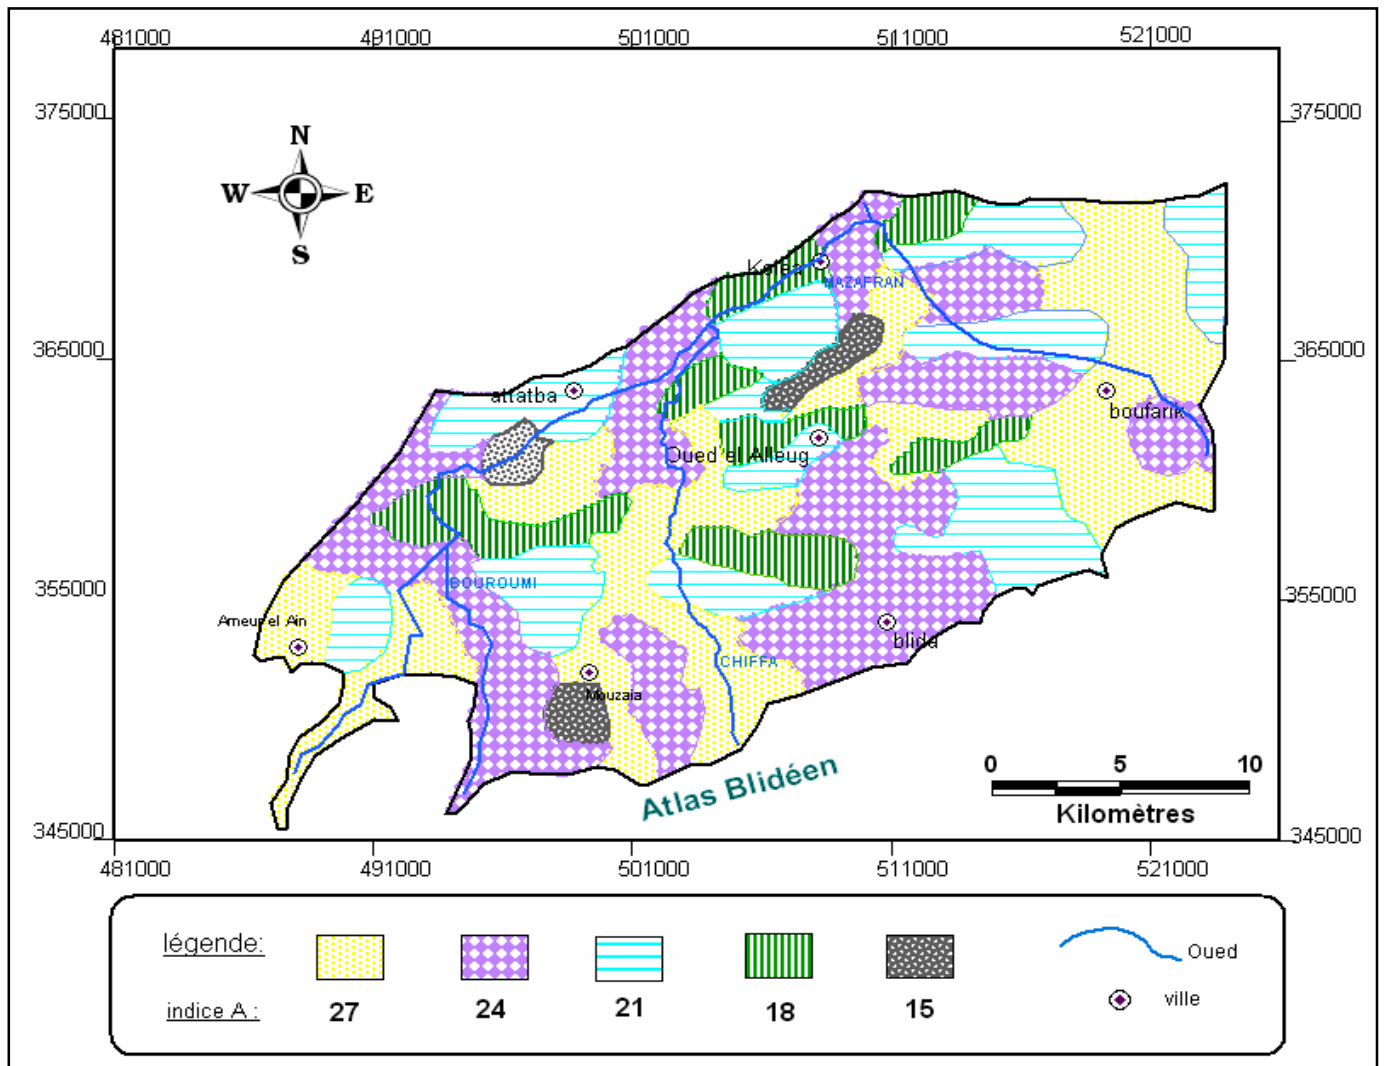 481000 491000 501000 511000 521000
375000 375000
N
W E
S
Kolea
MAZAFRAN
365000 365000
attatba
boufarik
Oued el Alleug
BOUROUMI
355000 355000
Ameur el Ain
blida
CHIFFA
Mouzaia
Atlas Blidéen
0 5 10
Kilomètres
345000 345000
481000 491000 501000 511000 521000
légende:
Oued
indice A : 27 24 21 18 15
ville